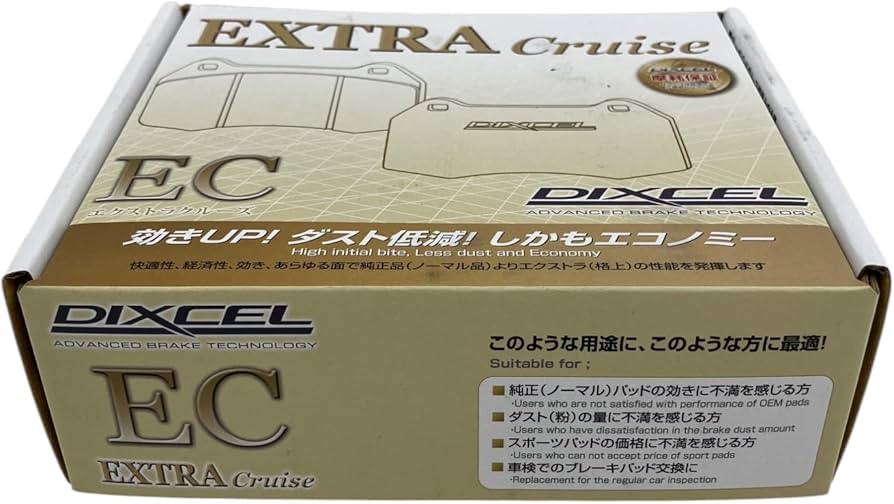 EXTRA Cruise
DIXCEL
摩耗保証
DIXCEL
EC
エクストラクルーズ
DIXCEL
ADVANCED BRAKE TECHNOLOGY
効きUP! ダスト低減! しかもエコノミー
High initial bite, Less dust and Economy
快適性、経済性、効き、あらゆる面で純正品(ノーマル品)よりエクストラ(格上)の性能を発揮します
DIXCEL
ADVANCED BRAKE TECHNOLOGY
EC
EXTRA Cruise
このような用途に、このような方に最適!
Suitable for ;
■純正(ノーマル)パッドの効きに不満を感じる方
・Users who are not satisfied with performance of OEM pads
■ダスト(粉)の量に不満を感じる方
・Users who have dissatisfaction in the brake dust amount
■スポーツパッドの価格に不満を感じる方
・Users who can not accept price of sport pads
■車検でのブレーキパッド交換に
・Replacement for the regular car inspection